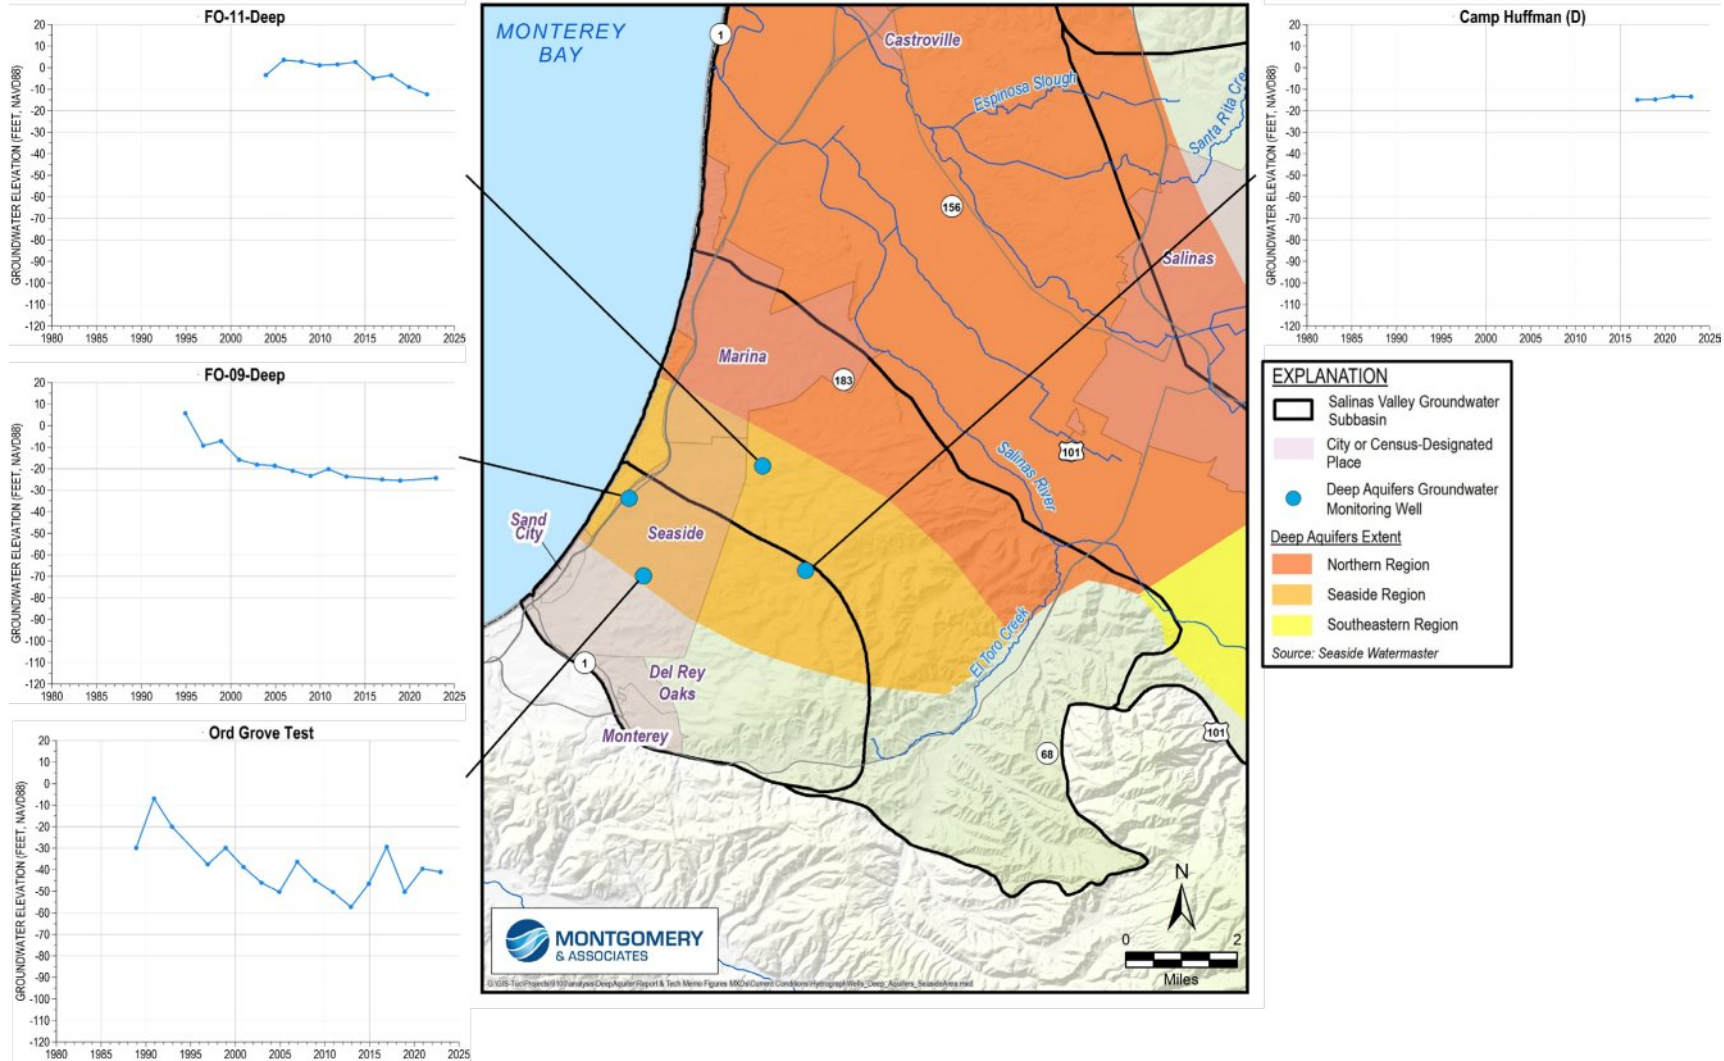 FO-11-Deep
GROUNDWATER ELEVATION (FEET, NAVD88)
20
10
0
-10
-20
-30
-40
-50
-60
-70
-80
-90
-100
-110
-120
1980 1985 1990 1995 2000 2005 2010 2015 2020 2025
FO-09-Deep
GROUNDWATER ELEVATION (FEET, NAVD88)
20
10
0
-10
-20
-30
-40
-50
-60
-70
-80
-90
-100
-110
-120
1980 1985 1990 1995 2000 2005 2010 2015 2020 2025
Ord Grove Test
GROUNDWATER ELEVATION (FEET, NAVD88)
20
10
0
-10
-20
-30
-40
-50
-60
-70
-80
-90
-100
-110
-120
1980 1985 1990 1995 2000 2005 2010 2015 2020 2025
MONTEREY
BAY
1
Castroville
Espinosa Slough
Santa Rita Cree
156
Salinas
Marina
183
101
Salinas River
Sand
City
Seaside
El Toro Creek
1
Del Rey
Oaks
Monterey
68
101
N
0 2
Miles
MONTGOMERY
& ASSOCIATES
Camp Huffman (D)
GROUNDWATER ELEVATION (FEET, NAVD88)
20
10
0
-10
-20
-30
-40
-50
-60
-70
-80
-90
-100
-110
-120
1980 1985 1990 1995 2000 2005 2010 2015 2020 2025
EXPLANATION
Salinas Valley Groundwater
Subbasin
City or Census-Designated
Place
Deep Aquifers Groundwater
Monitoring Well
Deep Aquifers Extent
Northern Region
Seaside Region
Southeastern Region
Source: Seaside Watermaster